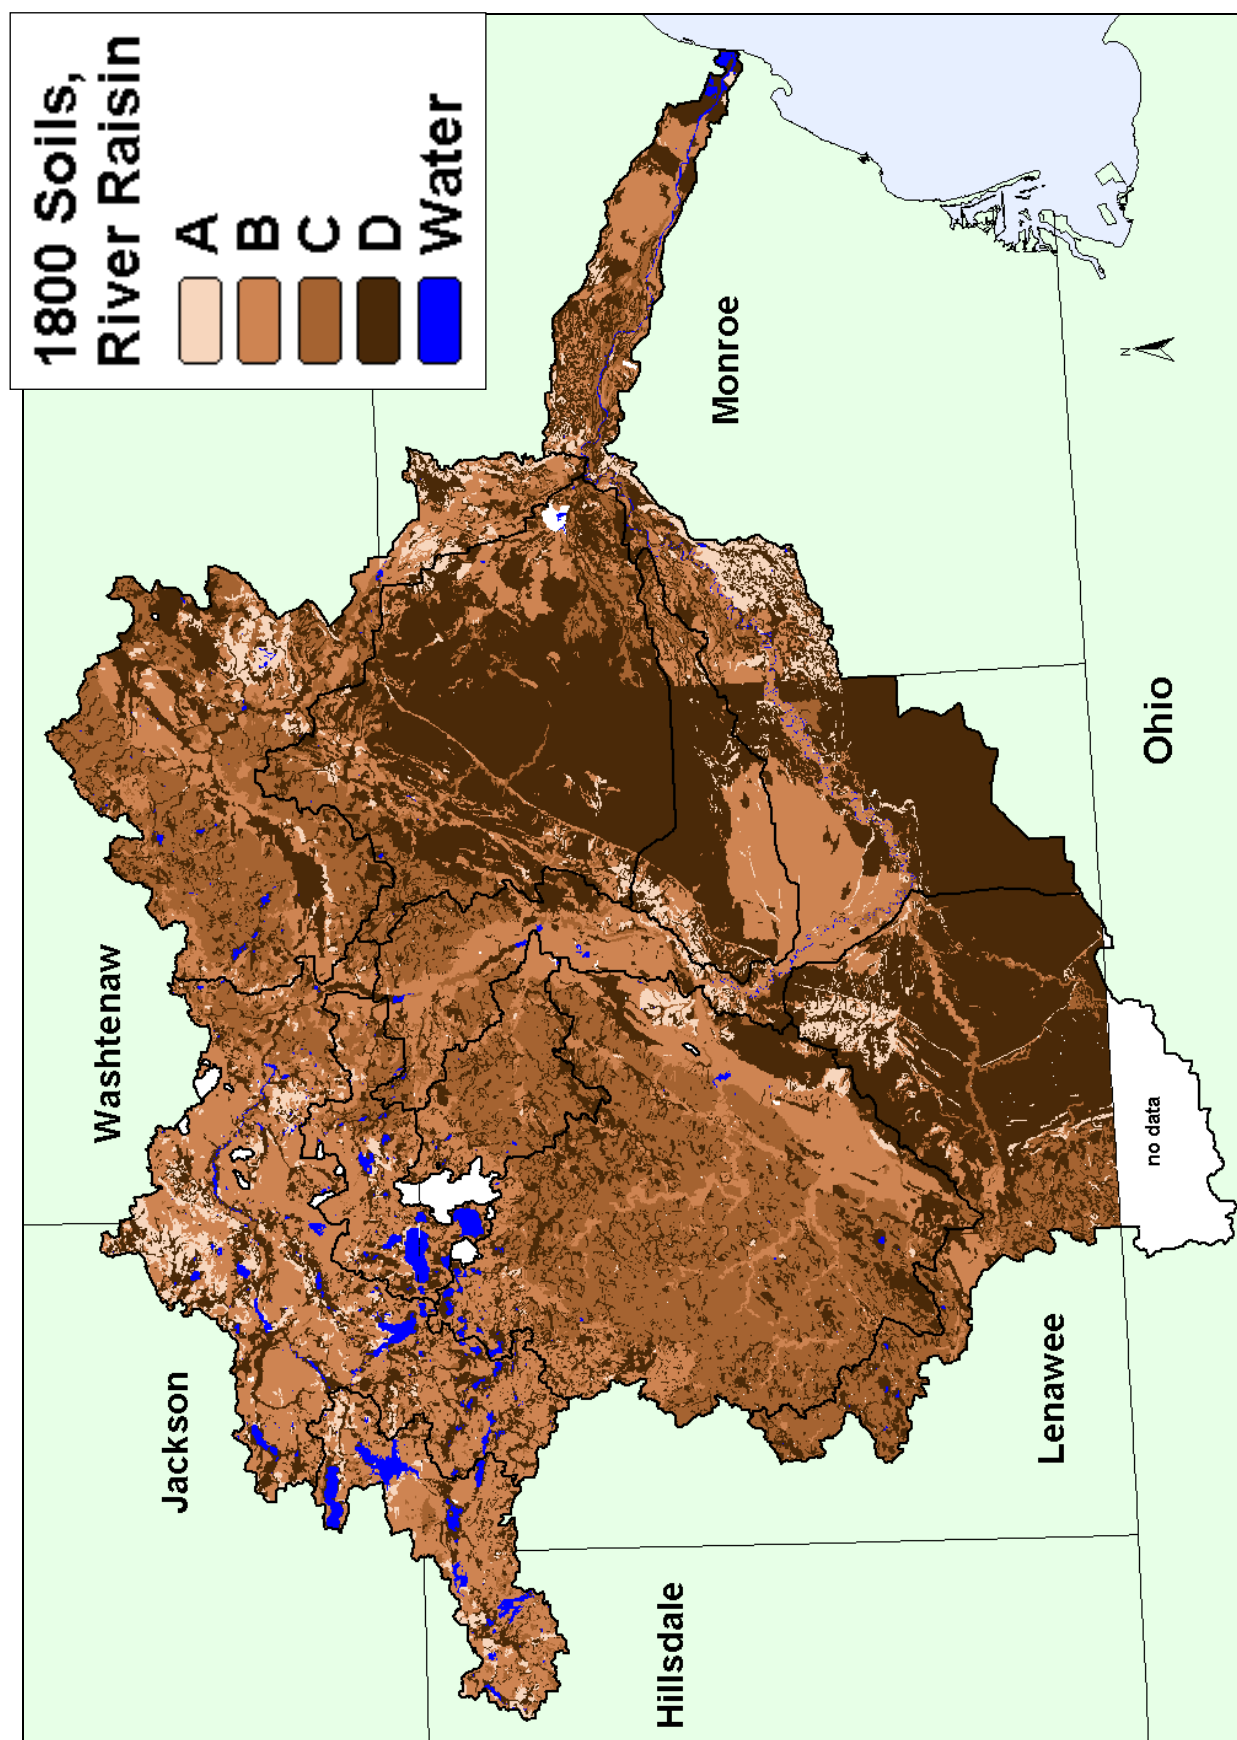 1800 Soils,
River Raisin
A
B
C
D
Water
Washtenaw
Jackson
Hillsdale
Lenawee
Monroe
Ohio
no data
N